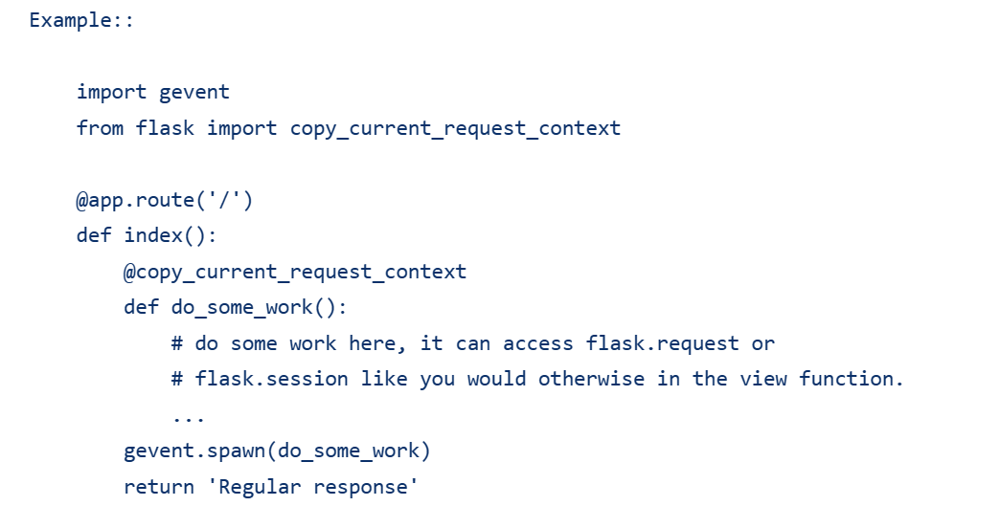 Example::

    import gevent
    from flask import copy_current_request_context

    @app.route('/')
    def index():
        @copy_current_request_context
        def do_some_work():
            # do some work here, it can access flask.request or
            # flask.session like you would otherwise in the view function.
            ...
        gevent.spawn(do_some_work)
        return 'Regular response'